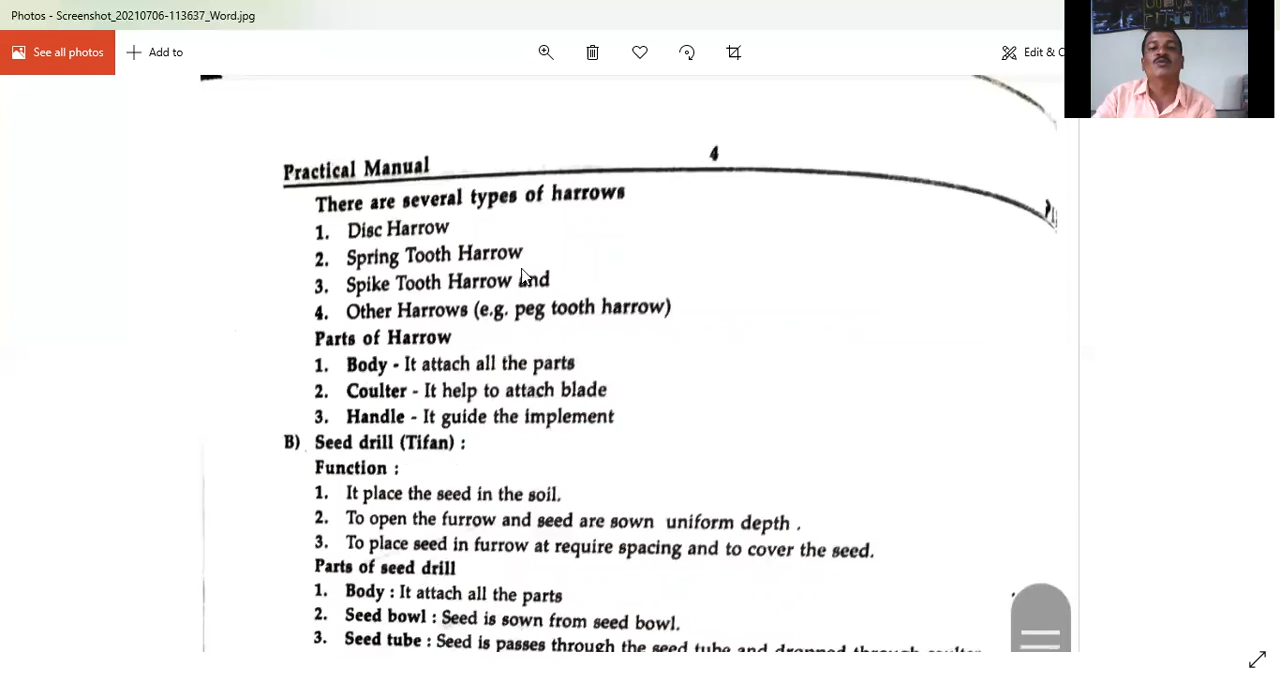 Photos - Screenshot_20210706-113637_Word.jpg
See all photos
Add to
Edit & C
Practical Manual
4
There are several types of harrows
1. Disc Harrow
2. Spring Tooth Harrow
3. Spike Tooth Harrow and
4. Other Harrows (e.g. peg tooth harrow)
Parts of Harrow
1. Body - It attach all the parts
2. Coulter - It help to attach blade
3. Handle - It guide the implement
B) Seed drill (Tifan) :
Function :
1. It place the seed in the soil.
2. To open the furrow and seed are sown uniform depth .
3. To place seed in furrow at require spacing and to cover the seed.
Parts of seed drill
1. Body : It attach all the parts
2. Seed bowl : Seed is sown from seed bowl.
3. Seed tube : Seed is passes through the seed tube and dropped through coulter